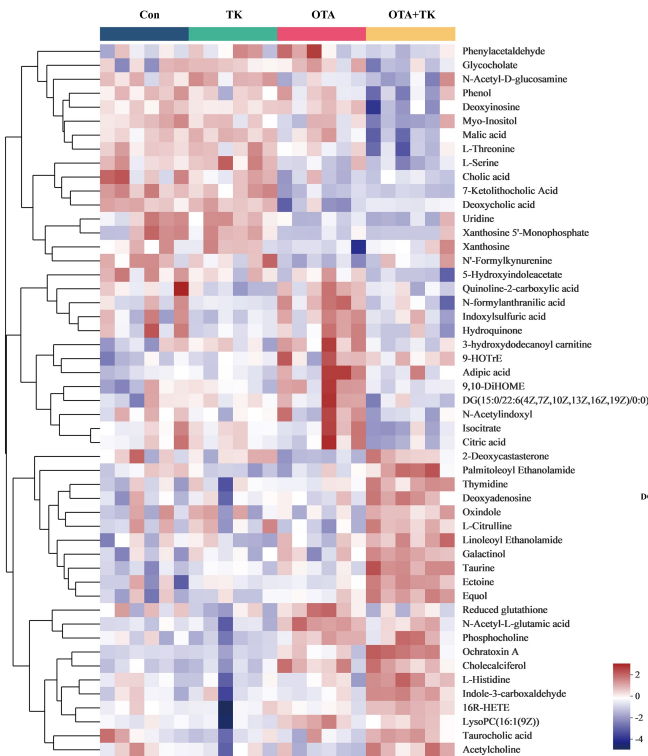 Con TK OTA OTA+TK
Phenylacetaldehyde
Glycocholate
N-Acetyl-D-glucosamine
Phenol
Deoxyinosine
Myo-Inositol
Malic acid
L-Threonine
L-Serine
Cholic acid
7-Ketolithocholic Acid
Deoxycholic acid
Uridine
Xanthosine 5'-Monophosphate
Xanthosine
N'-Formylkynurenine
5-Hydroxyindoleacetate
Quinoline-2-carboxylic acid
N-formylanthranilic acid
Indoxylsulfuric acid
Hydroquinone
3-hydroxydodecanoyl carnitine
9-HOTrE
Adipic acid
9,10-DiHOME
DG(15:0/22:6(4Z,7Z,10Z,13Z,16Z,19Z)/0:0)
N-Acetylindoxyl
Isocitrate
Citric acid
2-Deoxycastasterone
Palmitoleoyl Ethanolamide
Thymidine
Deoxyadenosine
Oxindole
L-Citrulline
Linoleoyl Ethanolamide
Galactinol
Taurine
Ectoine
Equol
Reduced glutathione
N-Acetyl-L-glutamic acid
Phosphocholine
Ochratoxin A
Cholecalciferol
L-Histidine
Indole-3-carboxaldehyde
16R-HETE
LysoPC(16:1(9Z))
Taurocholic acid
Acetylcholine
2
0
-2
-4